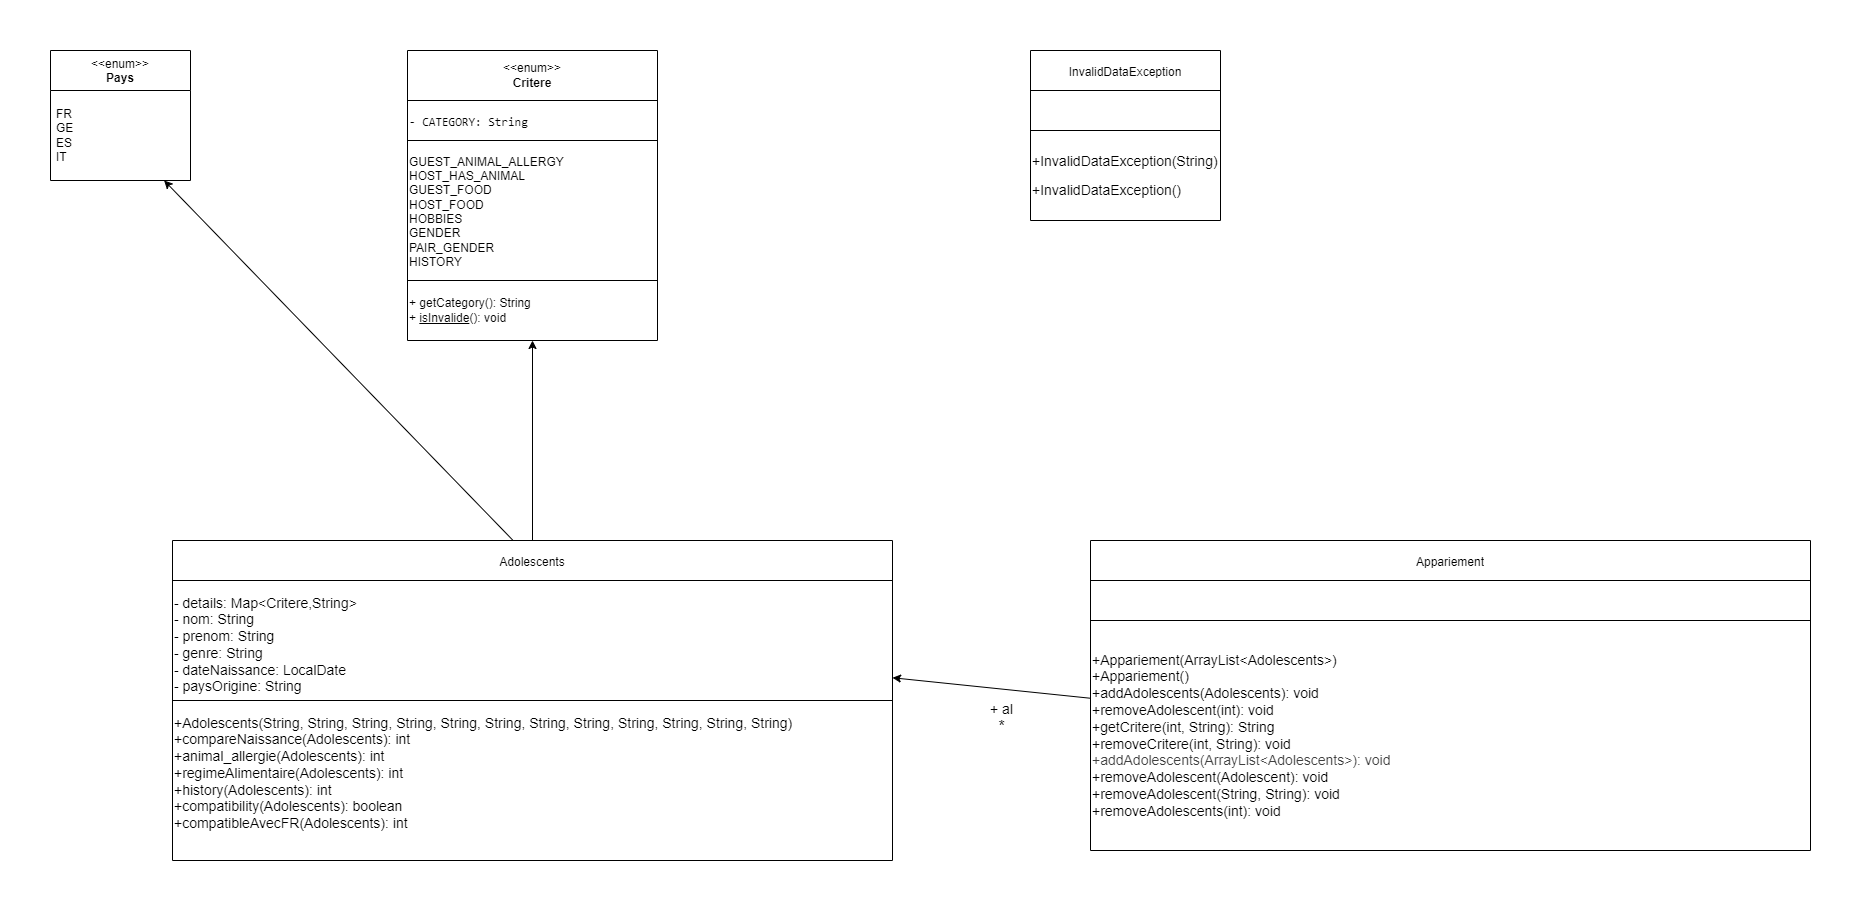 <<enum>>
Pays
FR
GE
ES
IT
<<enum>>
Critere
- CATEGORY: String
GUEST_ANIMAL_ALLERGY
HOST_HAS_ANIMAL
GUEST_FOOD
HOST_FOOD
HOBBIES
GENDER
PAIR_GENDER
HISTORY
+ getCategory(): String
+ isInvalide(): void
InvalidDataException
+InvalidDataException(String)
+InvalidDataException()
Adolescents
- details: Map<Critere,String>
- nom: String
- prenom: String
- genre: String
- dateNaissance: LocalDate
- paysOrigine: String
+Adolescents(String, String, String, String, String, String, String, String, String, String, String, String)
+compareNaissance(Adolescents): int
+animal_allergie(Adolescents): int
+regimeAlimentaire(Adolescents): int
+history(Adolescents): int
+compatibility(Adolescents): boolean
+compatibleAvecFR(Adolescents): int
+ al
*
Appariement
+Appariement(ArrayList<Adolescents>)
+Appariement()
+addAdolescents(Adolescents): void
+removeAdolescent(int): void
+getCritere(int, String): String
+removeCritere(int, String): void
+addAdolescents(ArrayList<Adolescents>): void
+removeAdolescent(Adolescent): void
+removeAdolescent(String, String): void
+removeAdolescents(int): void